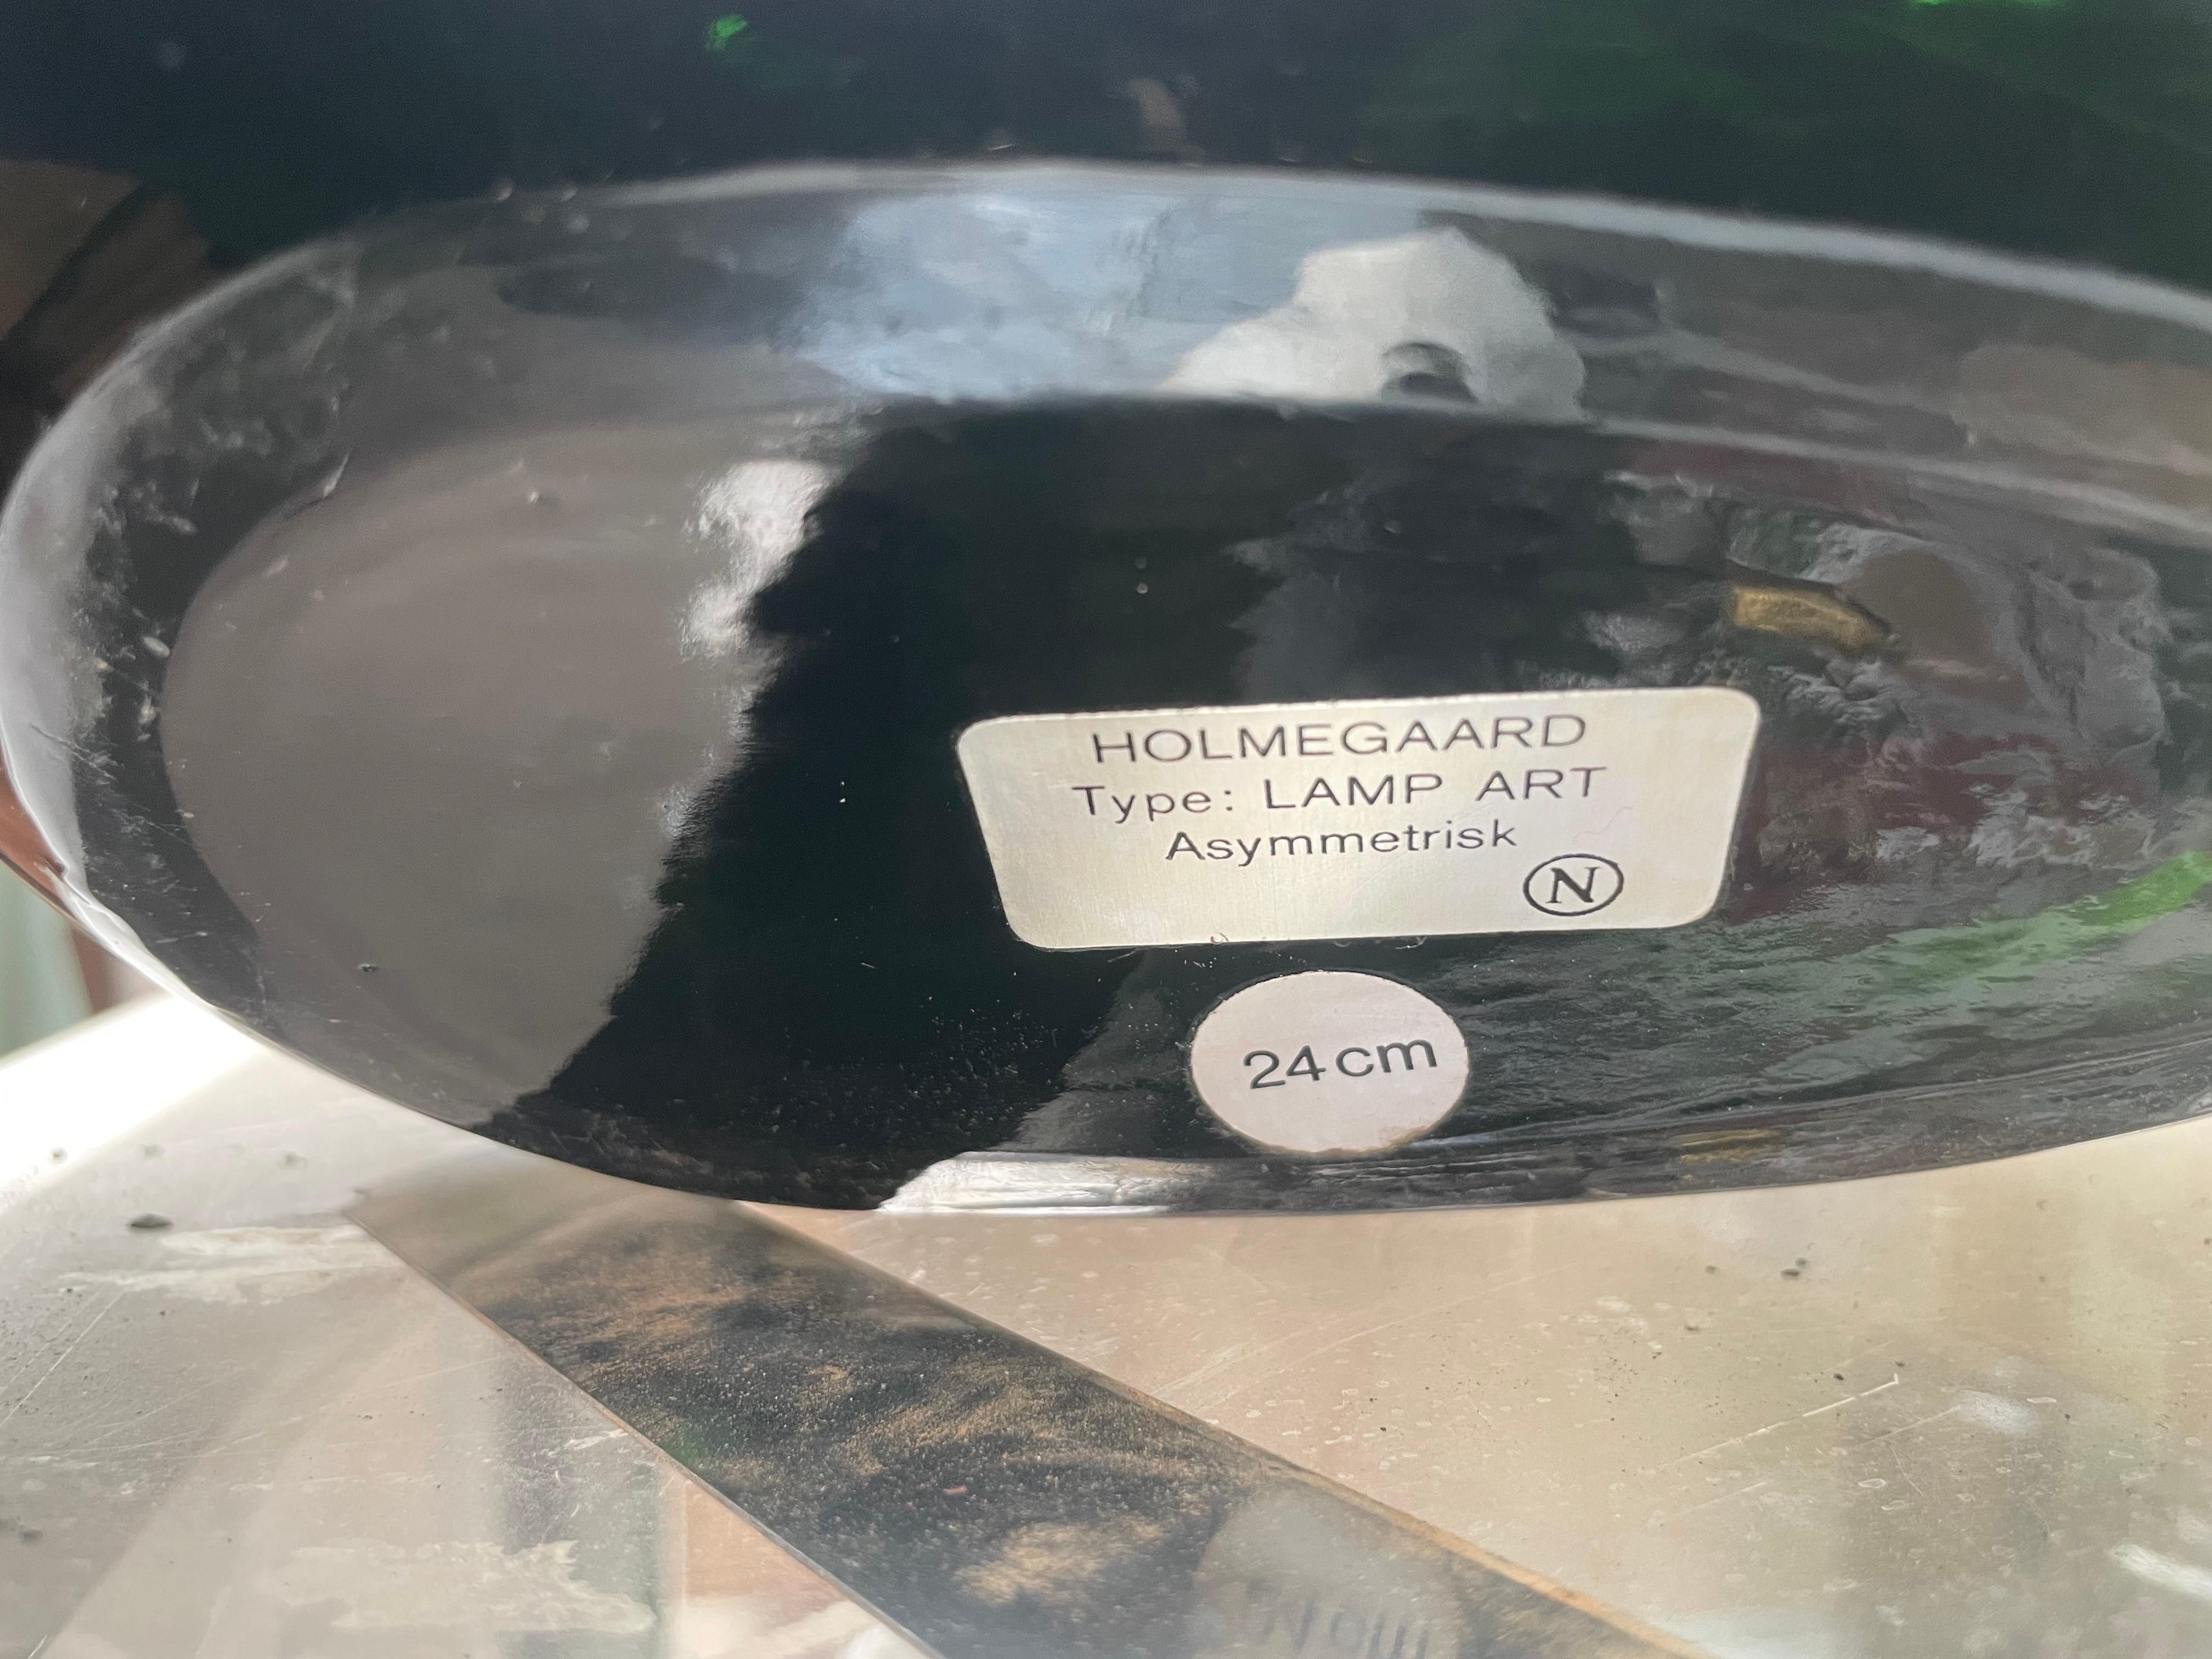 HOLMEGAARD
Type: LAMP ART
Asymmetrisk
N
24cm